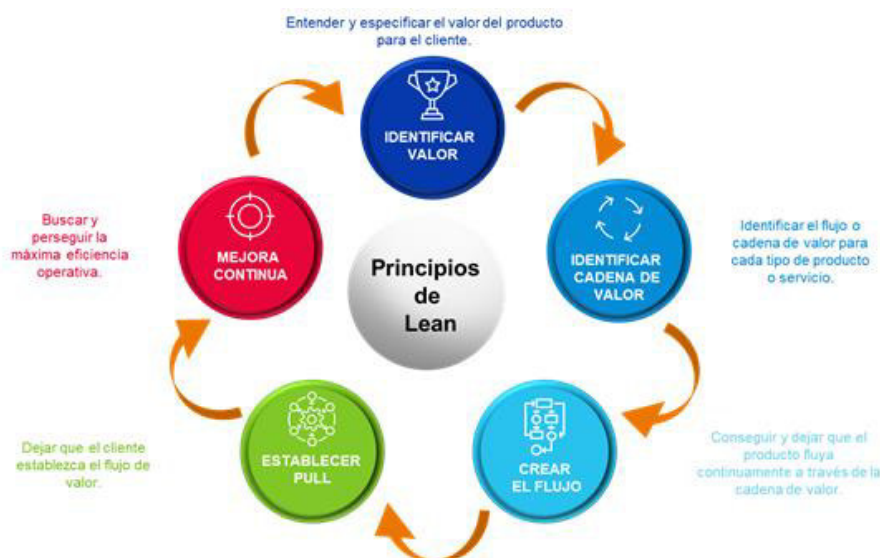 Entender y especificar el valor del producto
para el cliente.
IDENTIFICAR
VALOR
Identificar el flujo o
cadena de valor para
cada tipo de producto
o servicio.
IDENTIFICAR
CADENA DE
VALOR
Conseguir y dejar que el
producto fluya
continuamente a través de la
cadena de valor.
CREAR
EL FLUJO
Dejar que el cliente
establezca el flujo de
valor.
ESTABLECER
PULL
Buscar y
perseguir la
máxima eficiencia
operativa.
MEJORA
CONTINUA
Principios
de
Lean